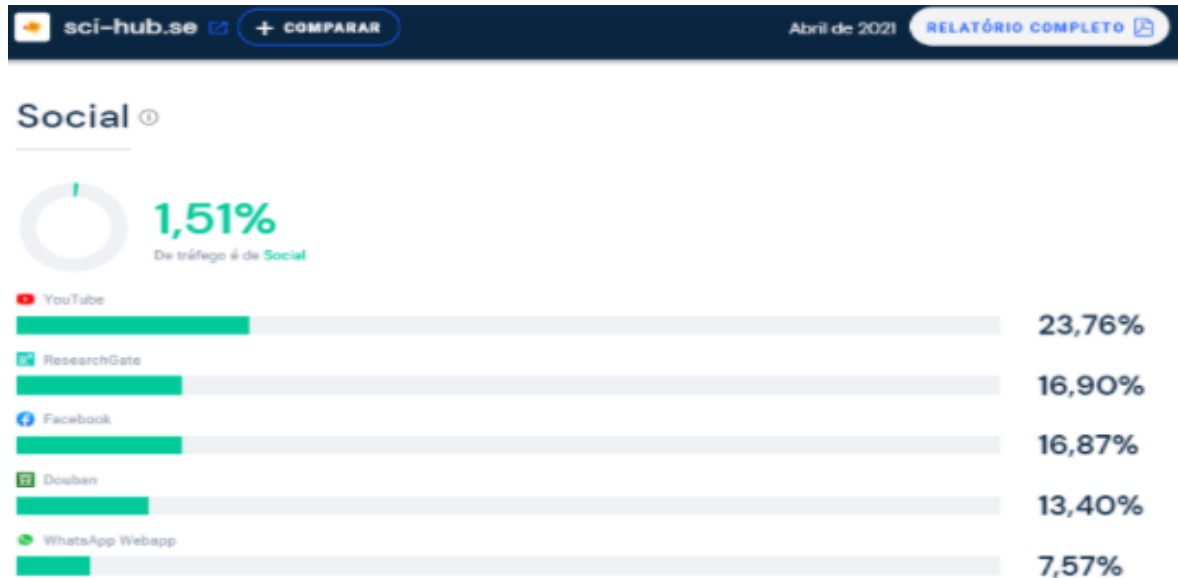 sci-hub.se + COMPARAR Abril de 2021 RELATÓRIO COMPLETO
Social
1,51%
De tráfego é de Social
YouTube
23,76%
ResearchGate
16,90%
Facebook
16,87%
Douban
13,40%
WhatsApp Webapp
7,57%